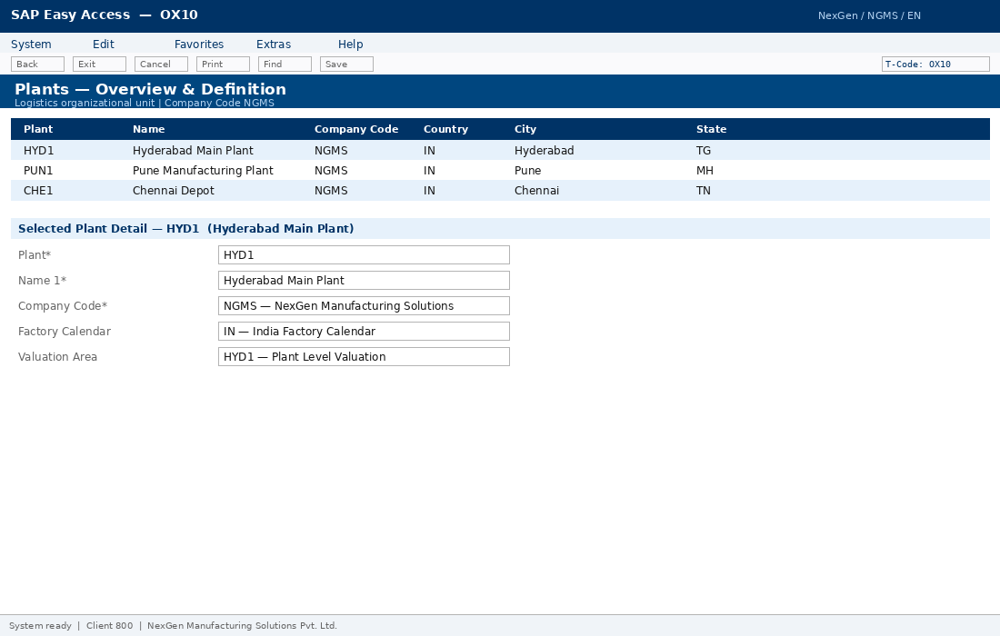 SAP Easy Access — OX10 NexGen / NGMS / EN
System Edit Favorites Extras Help
Back Exit Cancel Print Find Save T-Code: OX10
Plants — Overview & Definition
Logistics organizational unit | Company Code NGMS
Plant Name Company Code Country City State
HYD1 Hyderabad Main Plant NGMS IN Hyderabad TG
PUN1 Pune Manufacturing Plant NGMS IN Pune MH
CHE1 Chennai Depot NGMS IN Chennai TN
Selected Plant Detail — HYD1 (Hyderabad Main Plant)
Plant* HYD1
Name 1* Hyderabad Main Plant
Company Code* NGMS — NexGen Manufacturing Solutions
Factory Calendar IN — India Factory Calendar
Valuation Area HYD1 — Plant Level Valuation
System ready | Client 800 | NexGen Manufacturing Solutions Pvt. Ltd.